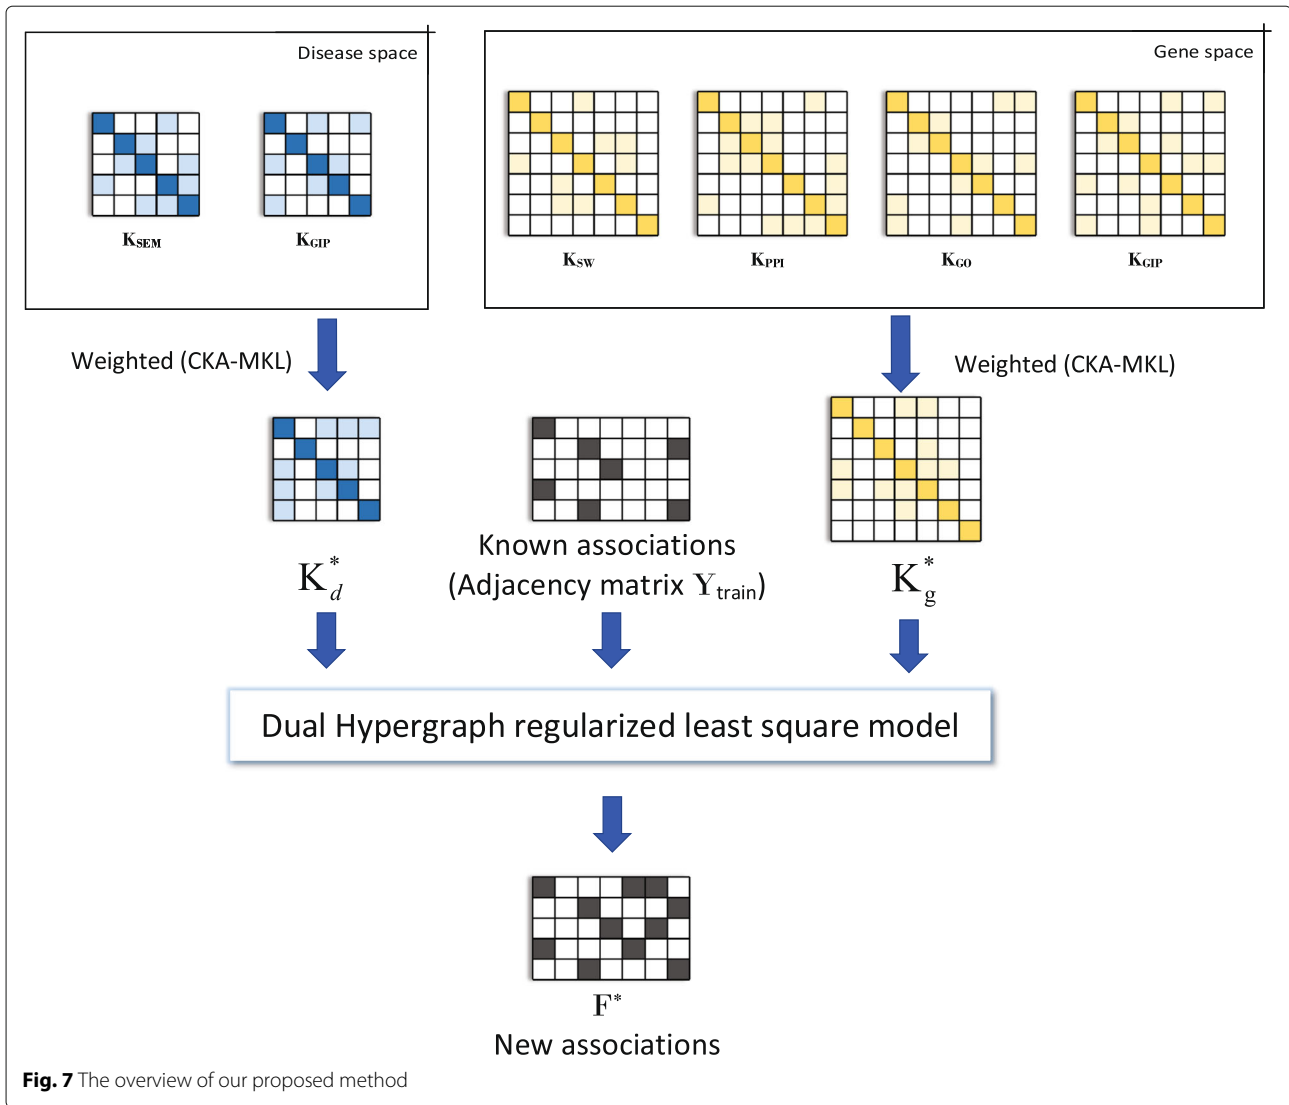 Disease space
Gene space
K_SEM
K_GIP
K_SW
K_PPI
K_GO
K_GIP
Weighted (CKA-MKL)
Weighted (CKA-MKL)
K*_d
Known associations
(Adjacency matrix Y_train)
K*_g
Dual Hypergraph regularized least square model
F*
New associations
Fig. 7 The overview of our proposed method